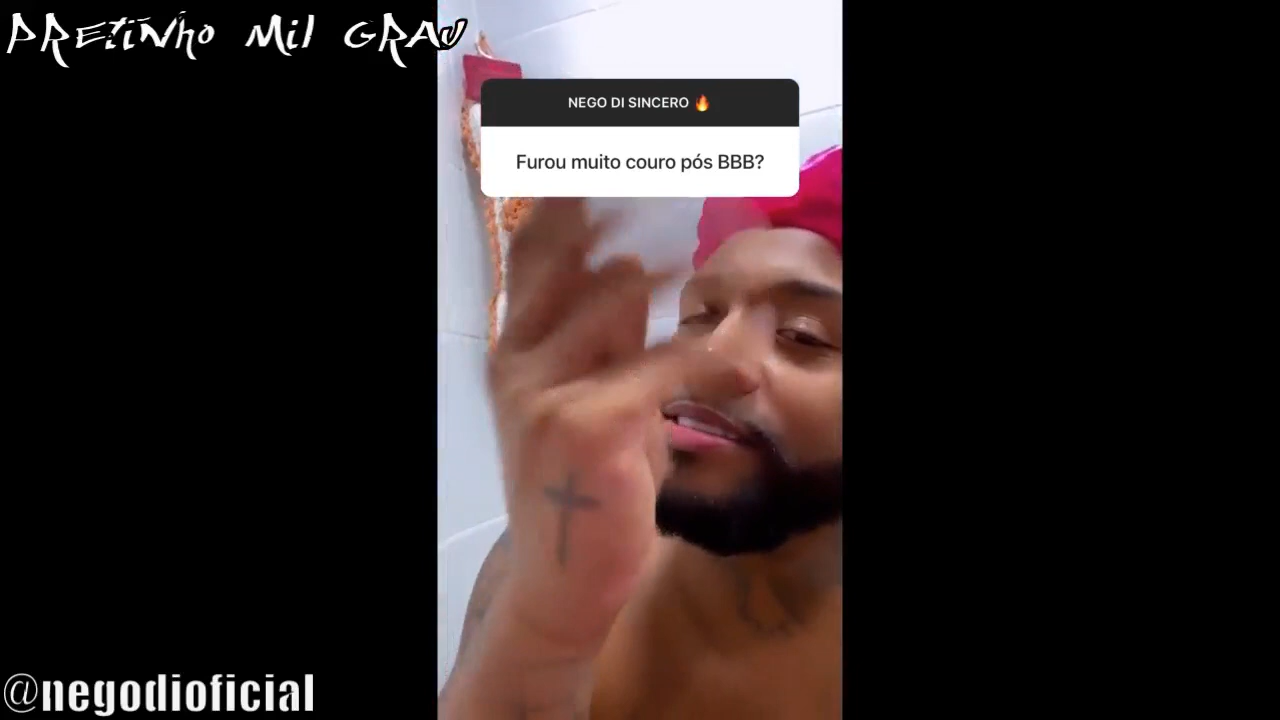 PRETINHO MIL GRAU
NEGO DI SINCERO 🔥
Furou muito couro pós BBB?
@negodioficial